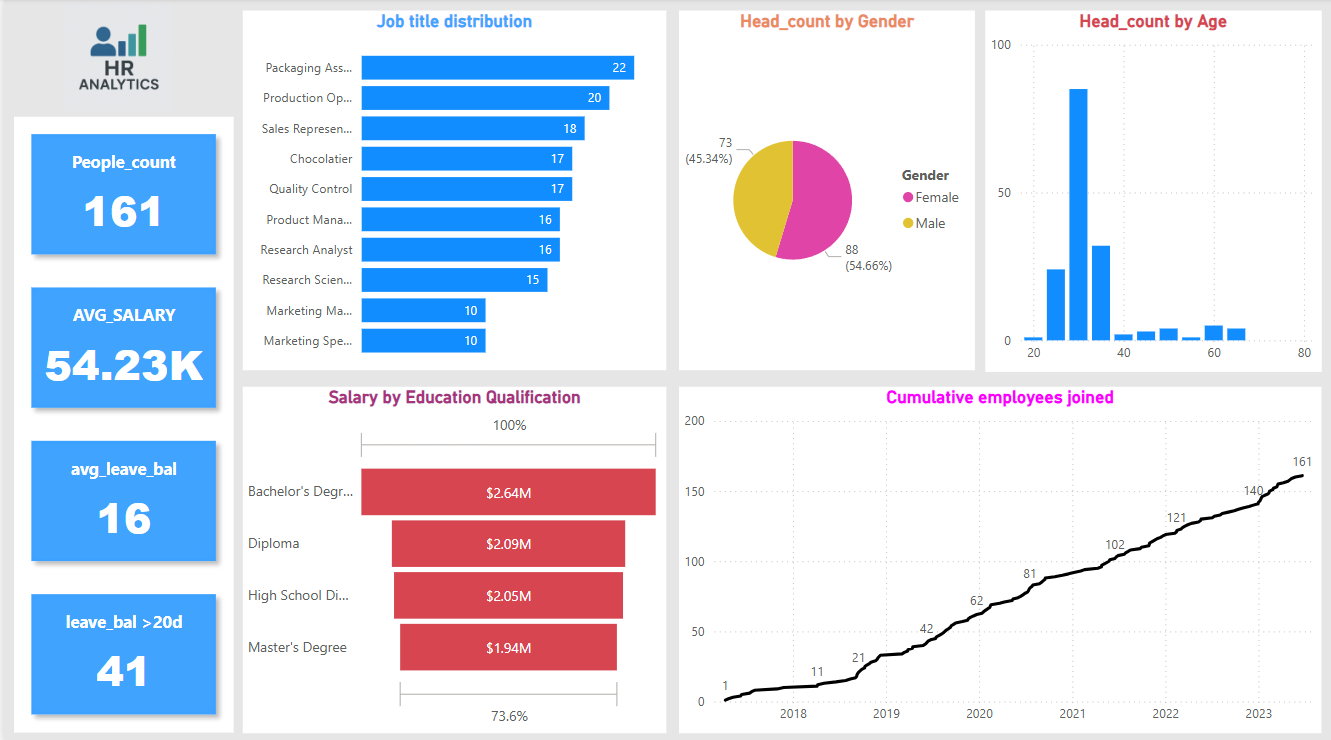 HR
ANALYTICS
People_count
161
AVG_SALARY
54.23K
avg_leave_bal
16
leave_bal >20d
41
Job title distribution
Packaging Ass... 22
Production Op... 20
Sales Represen... 18
Chocolatier 17
Quality Control 17
Product Mana... 16
Research Analyst 16
Research Scien... 15
Marketing Ma... 10
Marketing Spe... 10
Head_count by Gender
73
(45.34%)
88
(54.66%)
Gender
Female
Male
Head_count by Age
100
50
0
20 40 60 80
Salary by Education Qualification
100%
Bachelor's Degr... $2.64M
Diploma $2.09M
High School Di... $2.05M
Master's Degree $1.94M
73.6%
Cumulative employees joined
200
150
100
50
0
1 11 21 42 62 81 102 121 140 161
2018 2019 2020 2021 2022 2023